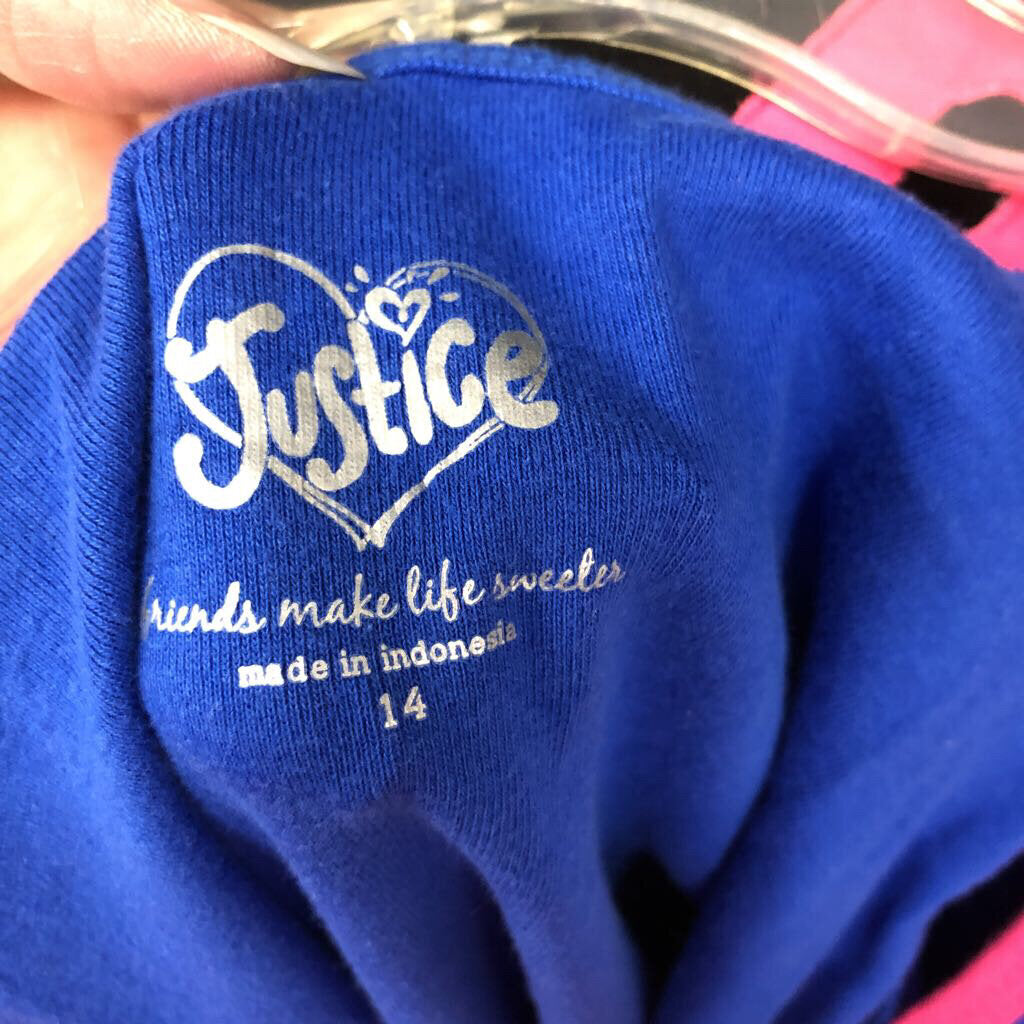 Justice
friends make life sweeter
made in indonesia
14